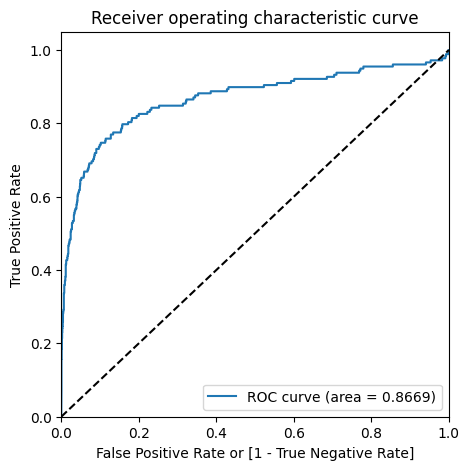 Receiver operating characteristic curve
True Positive Rate
1.0
0.8
0.6
0.4
0.2
0.0
ROC curve (area = 0.8669)
0.0 0.2 0.4 0.6 0.8 1.0
False Positive Rate or [1 - True Negative Rate]